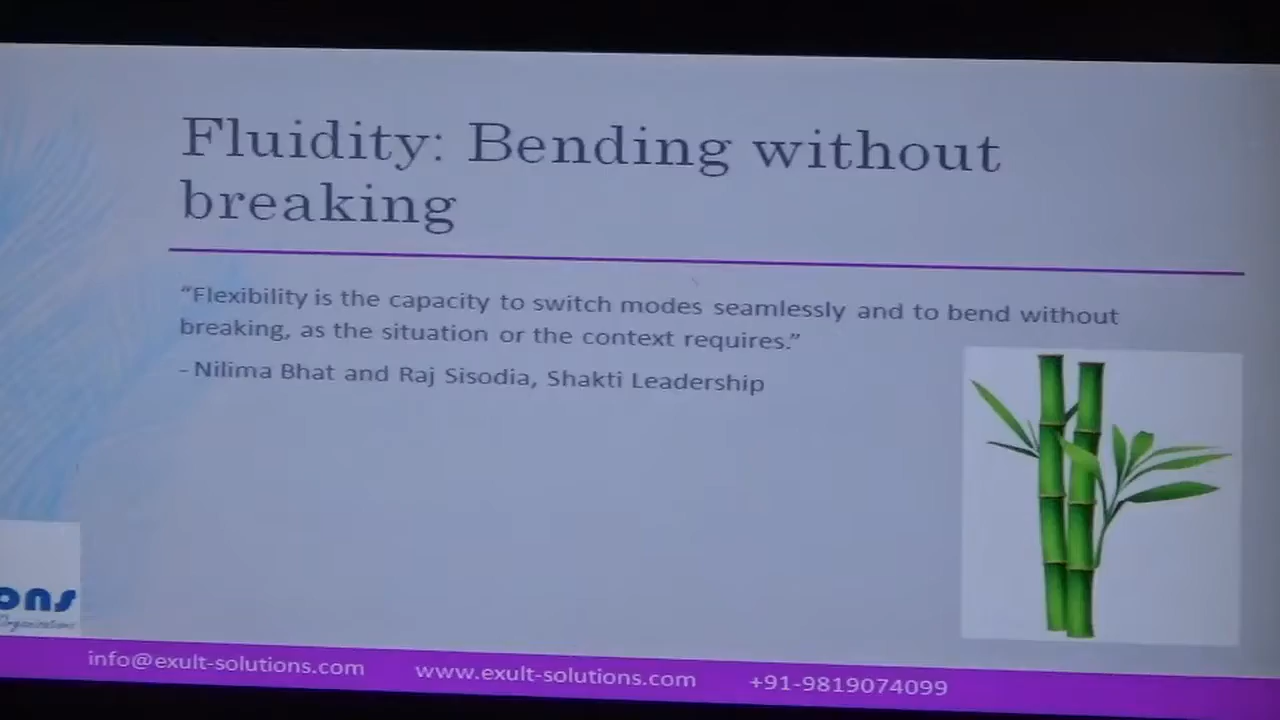 Fluidity: Bending without
breaking
“Flexibility is the capacity to switch modes seamlessly and to bend without
breaking, as the situation or the context requires.”
- Nilima Bhat and Raj Sisodia, Shakti Leadership
ons
Organizations
info@exult-solutions.com www.exult-solutions.com +91-9819074099